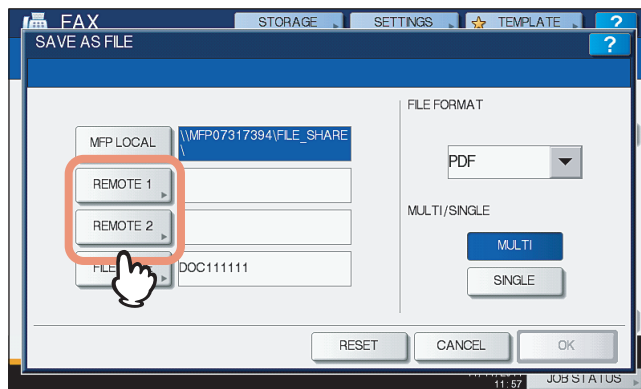 FAX
STORAGE
SETTINGS
TEMPLATE
?
SAVE AS FILE
?
FILE FORMAT
MFP LOCAL
\\MFP07317394\FILE_SHARE
\
PDF
REMOTE 1
REMOTE 2
MULTI/SINGLE
MULTI
DOC111111
SINGLE
RESET
CANCEL
OK
11:57
JOB STATUS